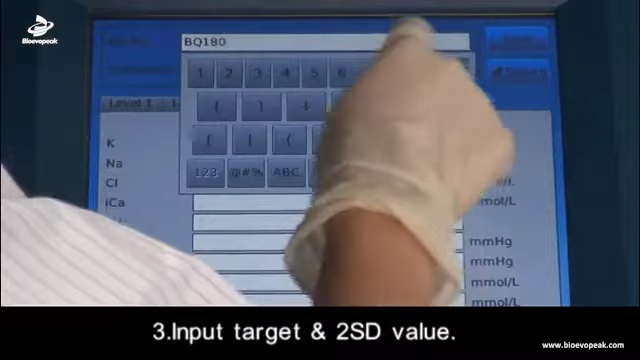 Bioevopeak
BQ180
1 2 3 4 5 6
Level 1
123 @#% ABC
K
Na
Cl
iCa
mmol/L
mmHg
mmHg
mmol/L
mmol/L
3.Input target & 2SD value.
www.bioevopeak.com